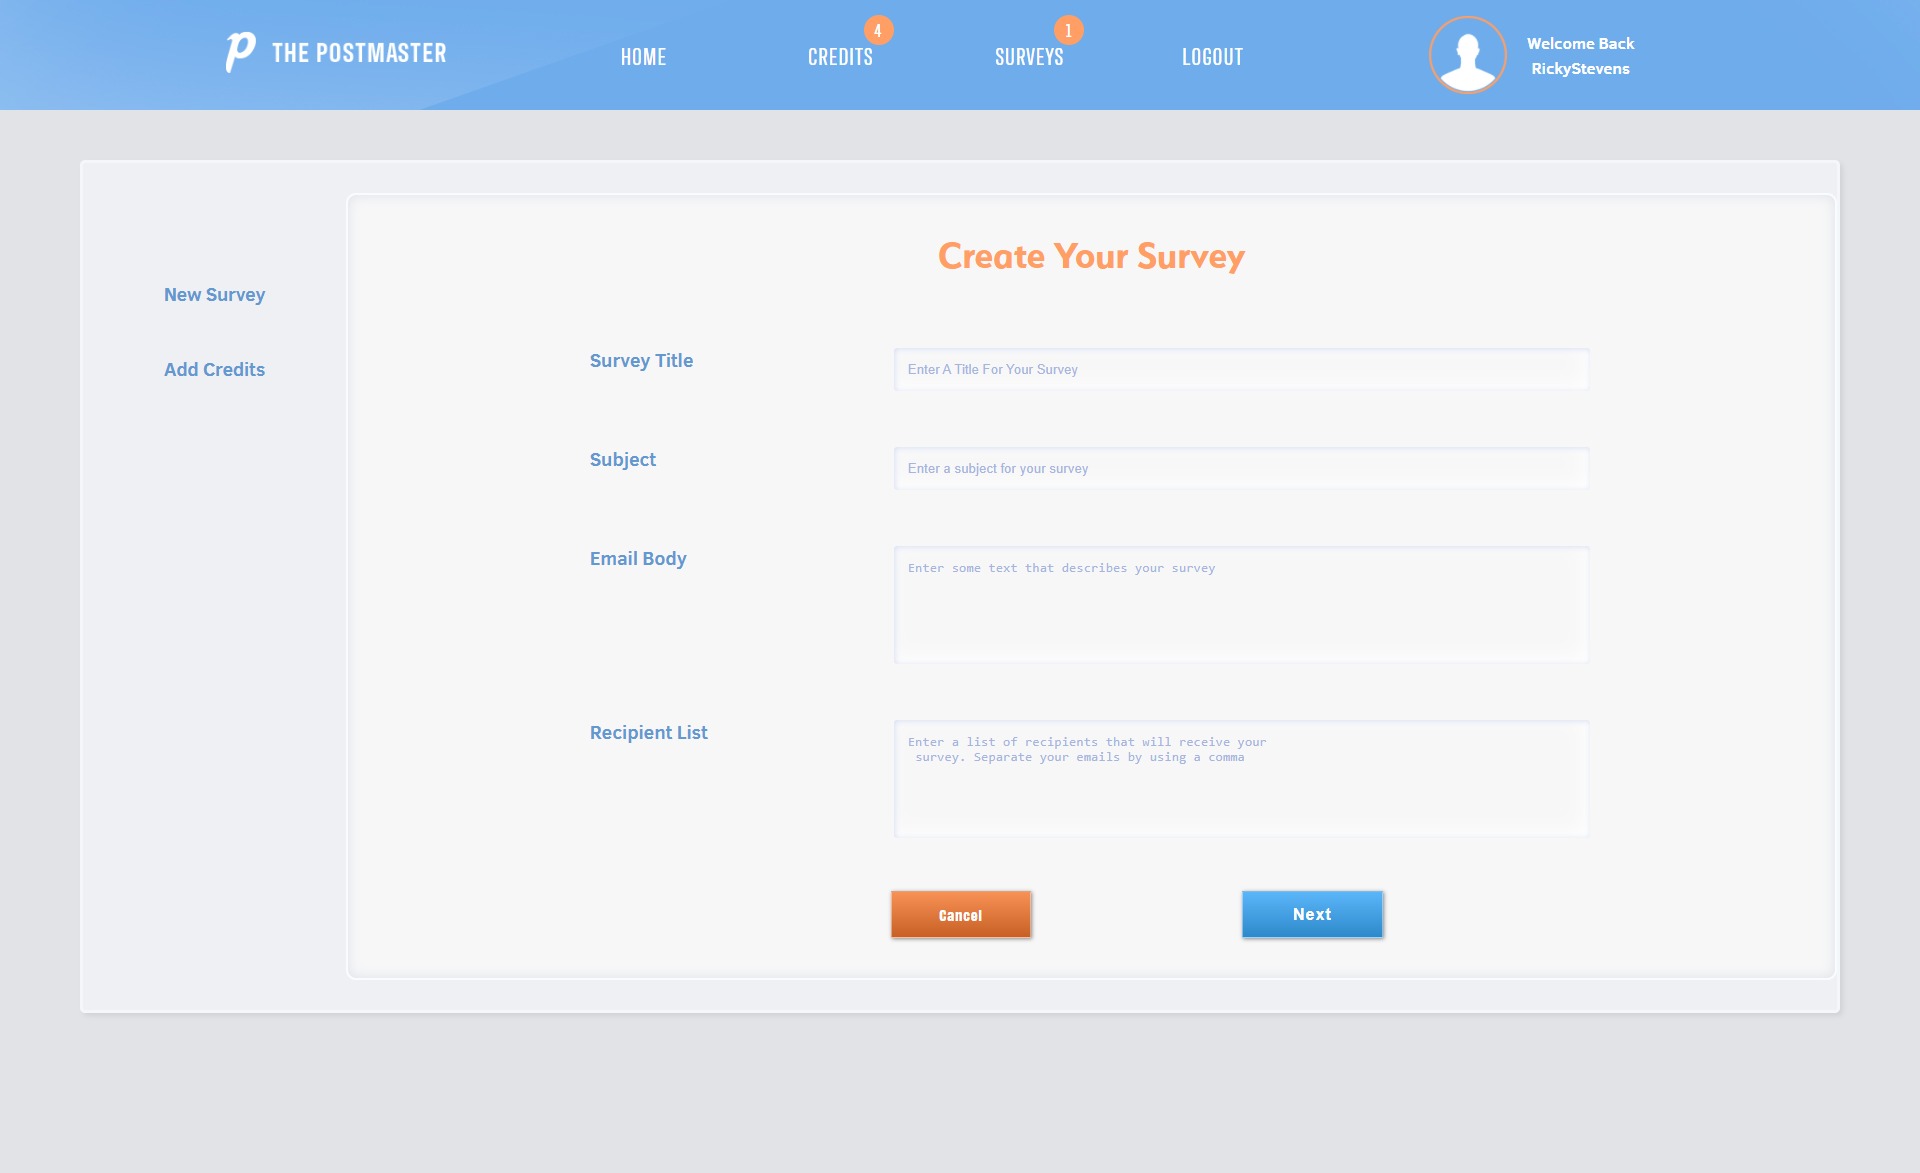 THE POSTMASTER
HOME
CREDITS
4
SURVEYS
1
LOGOUT
Welcome Back
RickyStevens
New Survey
Add Credits
Create Your Survey
Survey Title
Enter A Title For Your Survey
Subject
Enter a subject for your survey
Email Body
Enter some text that describes your survey
Recipient List
Enter a list of recipients that will receive your
survey. Separate your emails by using a comma
Cancel
Next